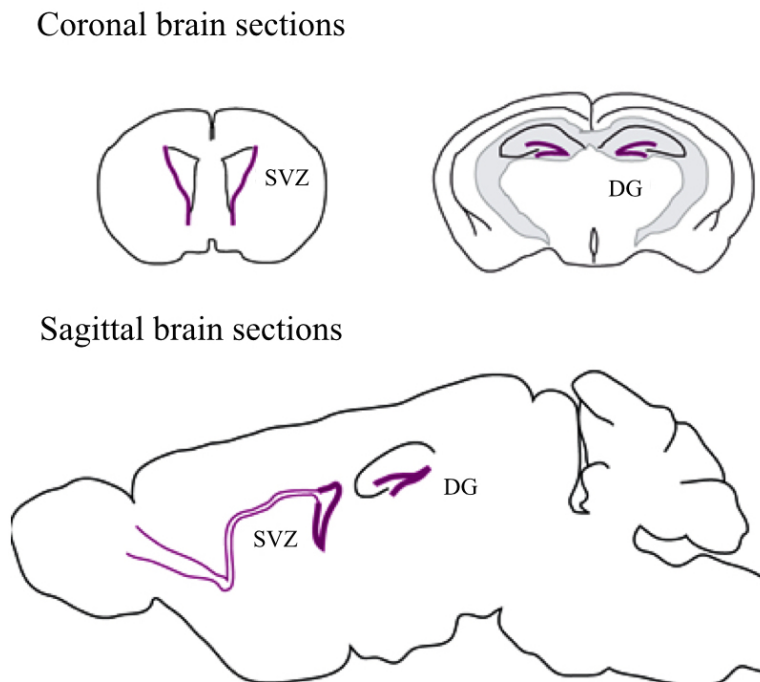 Coronal brain sections
SVZ
DG
Sagittal brain sections
DG
SVZ